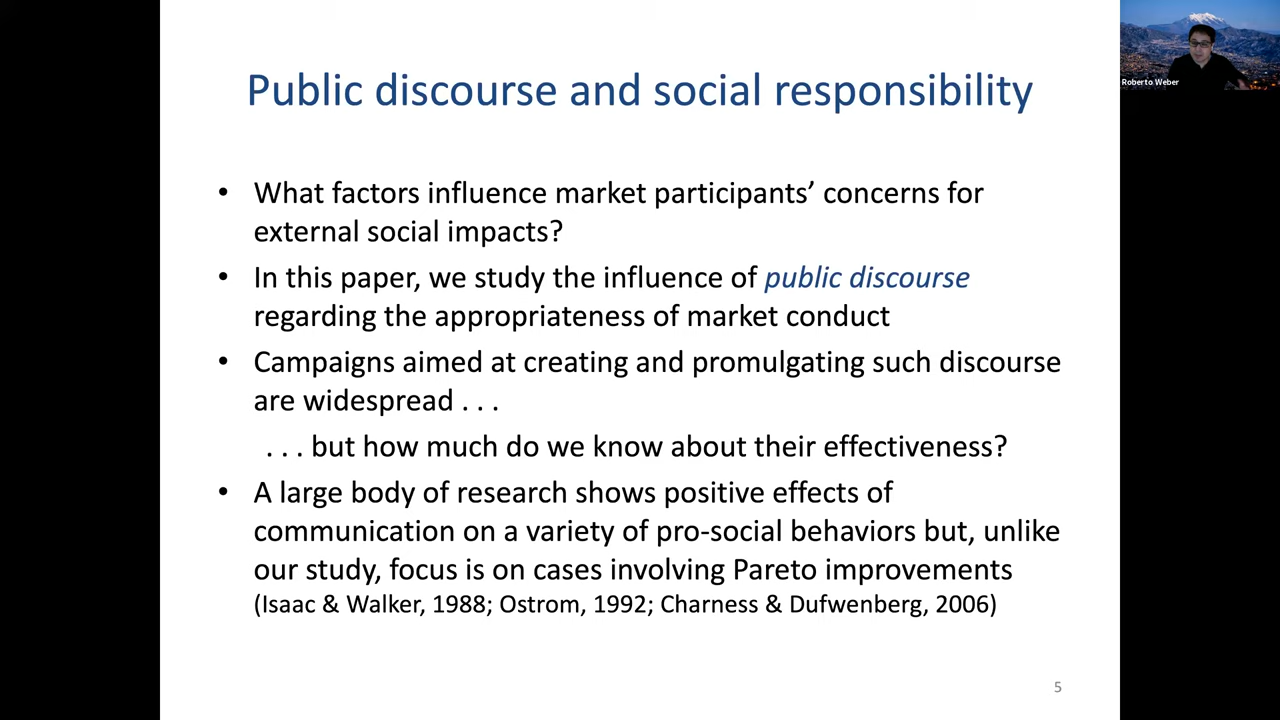 Public discourse and social responsibility
• What factors influence market participants’ concerns for
external social impacts?
• In this paper, we study the influence of public discourse
regarding the appropriateness of market conduct
• Campaigns aimed at creating and promulgating such discourse
are widespread . . .
. . . but how much do we know about their effectiveness?
• A large body of research shows positive effects of
communication on a variety of pro-social behaviors but, unlike
our study, focus is on cases involving Pareto improvements
(Isaac & Walker, 1988; Ostrom, 1992; Charness & Dufwenberg, 2006)
5
Roberto Weber